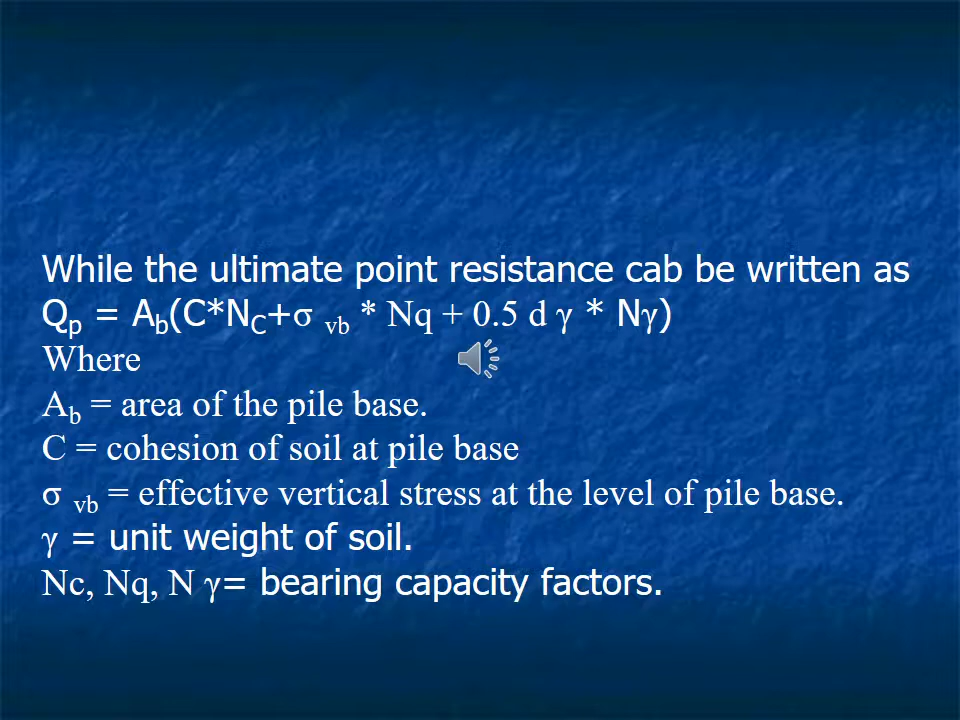 While the ultimate point resistance cab be written as
Qp = Ab(C*NC+σ vb * Nq + 0.5 d γ * Nγ)
Where
Ab = area of the pile base.
C = cohesion of soil at pile base
σ vb = effective vertical stress at the level of pile base.
γ = unit weight of soil.
Nc, Nq, N γ= bearing capacity factors.